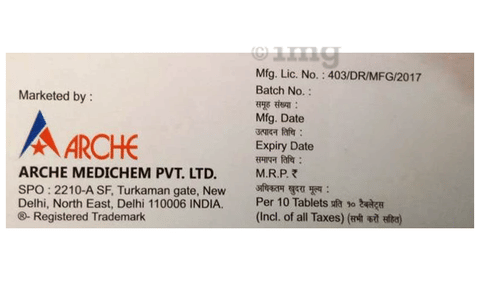 ©1mg
Marketed by :
ARCHE
ARCHE MEDICHEM PVT. LTD.
SPO : 2210-A SF, Turkaman gate, New
Delhi, North East, Delhi 110006 INDIA.
®- Registered Trademark
Mfg. Lic. No. : 403/DR/MFG/2017
Batch No. :
समूह संख्या :
Mfg. Date
उत्पादन तिथि :
Expiry Date
समापन तिथि :
M.R.P. ₹
अधिकतम खुदरा मूल्य :
Per 10 Tablets प्रति १० टैबलेट्स
(Incl. of all Taxes) (सभी करों सहित)